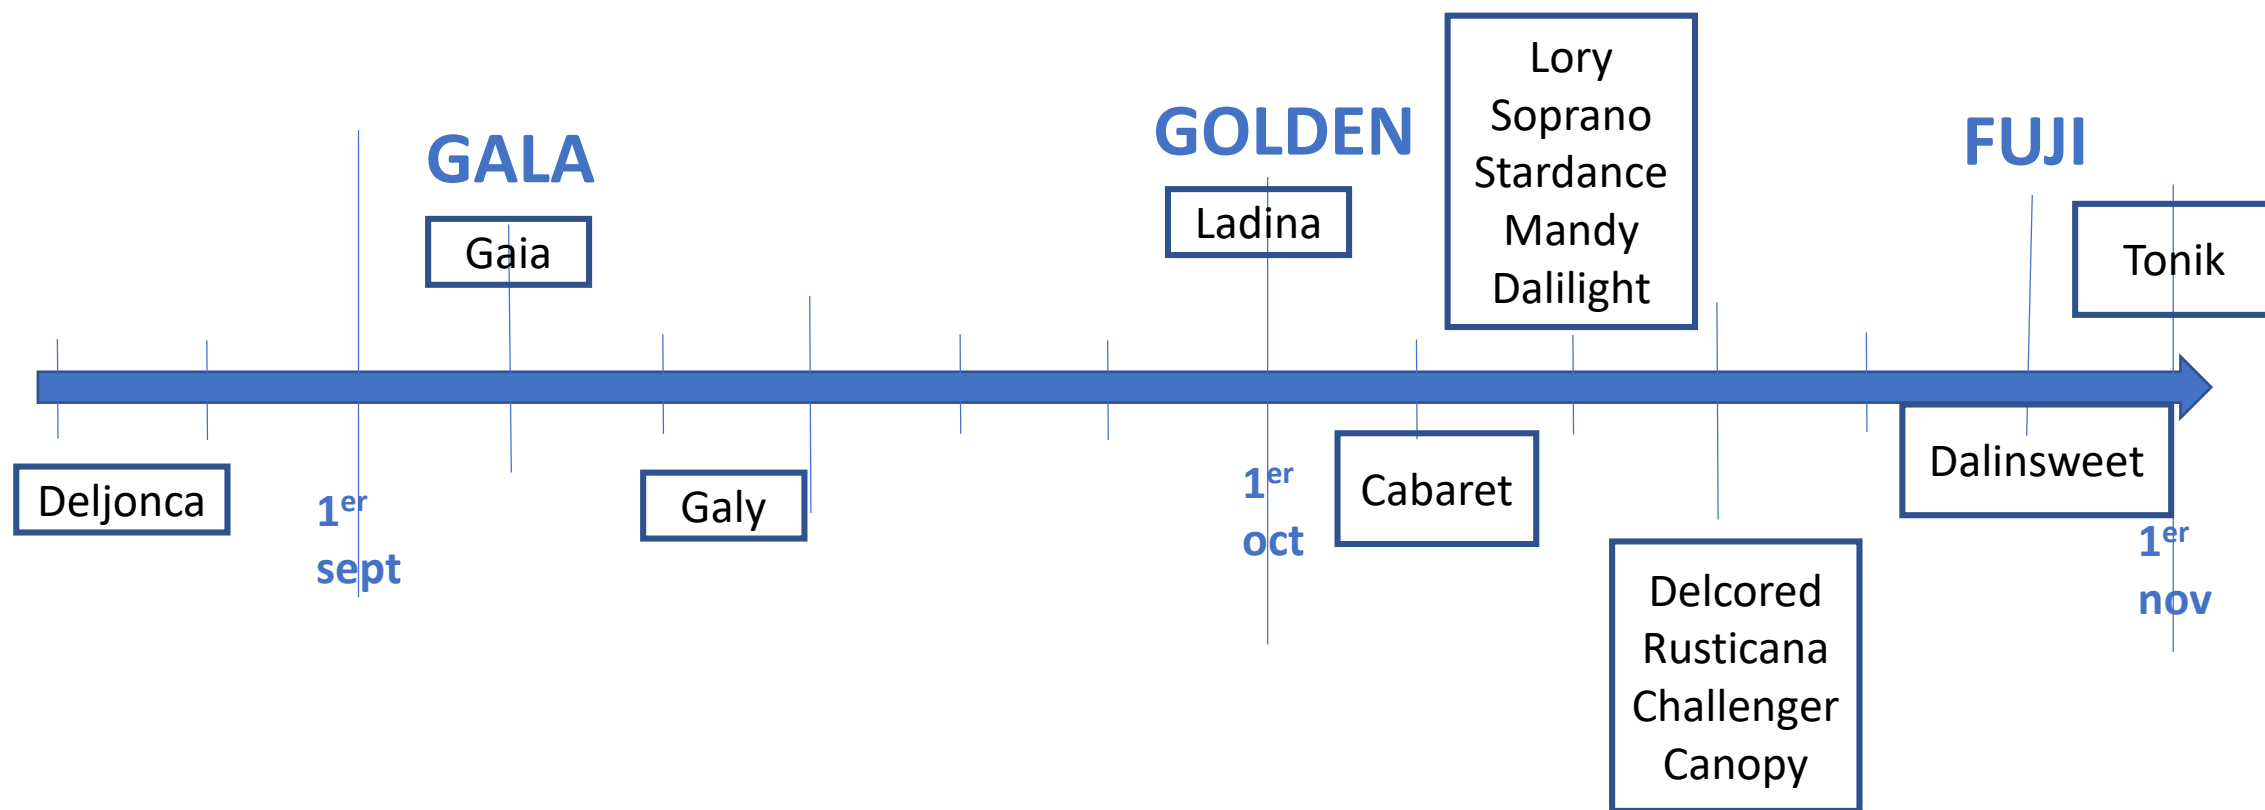 GALA
Gaia
GOLDEN
Ladina
Lory
Soprano
Stardance
Mandy
Dalilight
FUJI
Tonik
Deljonca
1er
sept
Galy
1er
oct
Cabaret
Delcored
Rusticana
Challenger
Canopy
Dalinsweet
1er
nov